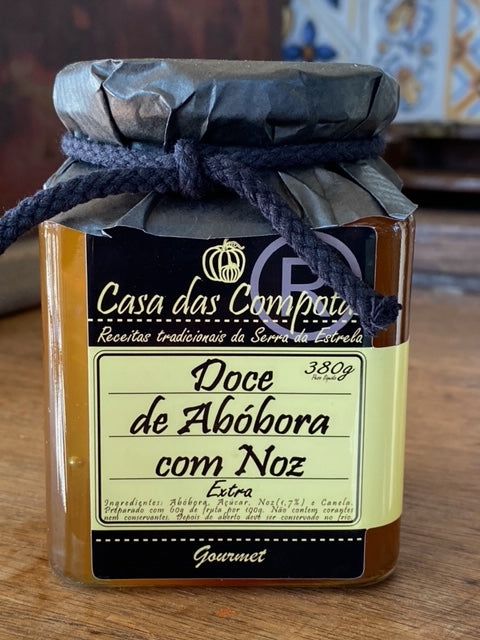 Casa das Compota
Receitas tradicionais da Serra da Estrela
380g
Peso líquido
Doce
de Abóbora
com Noz
Extra
Ingredientes: Abóbora, Açúcar, Noz(1,7%) e Canela.
Preparado com 60g de fruta por 100g. Não contem corantes
nem conservantes. Depois de aberto deve ser conservado no frio.
Gourmet